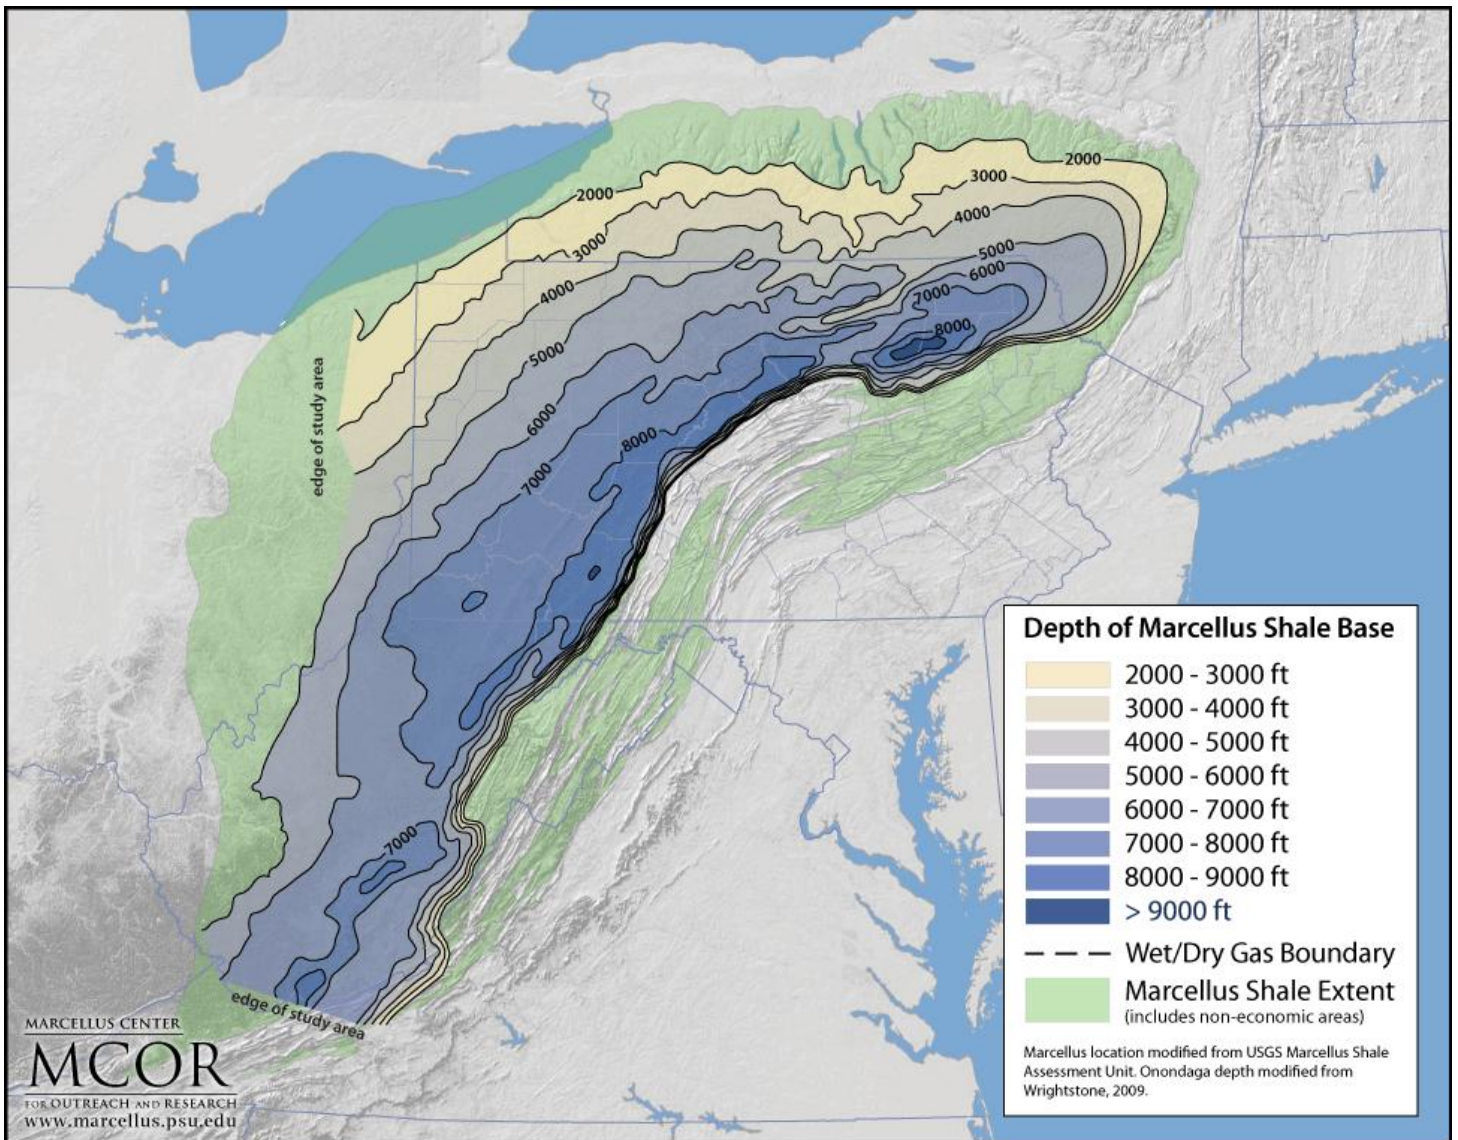 2000
2000
3000
3000
4000
4000
5000
6000
7000
8000
5000
6000
7000
8000
7000
edge of study area
edge of study area
Depth of Marcellus Shale Base
2000 - 3000 ft
3000 - 4000 ft
4000 - 5000 ft
5000 - 6000 ft
6000 - 7000 ft
7000 - 8000 ft
8000 - 9000 ft
> 9000 ft
Wet/Dry Gas Boundary
Marcellus Shale Extent
(includes non-economic areas)
Marcellus location modified from USGS Marcellus Shale
Assessment Unit. Onondaga depth modified from
Wrightstone, 2009.
MARCELLUS CENTER
MCOR
FOR OUTREACH AND RESEARCH
www.marcellus.psu.edu